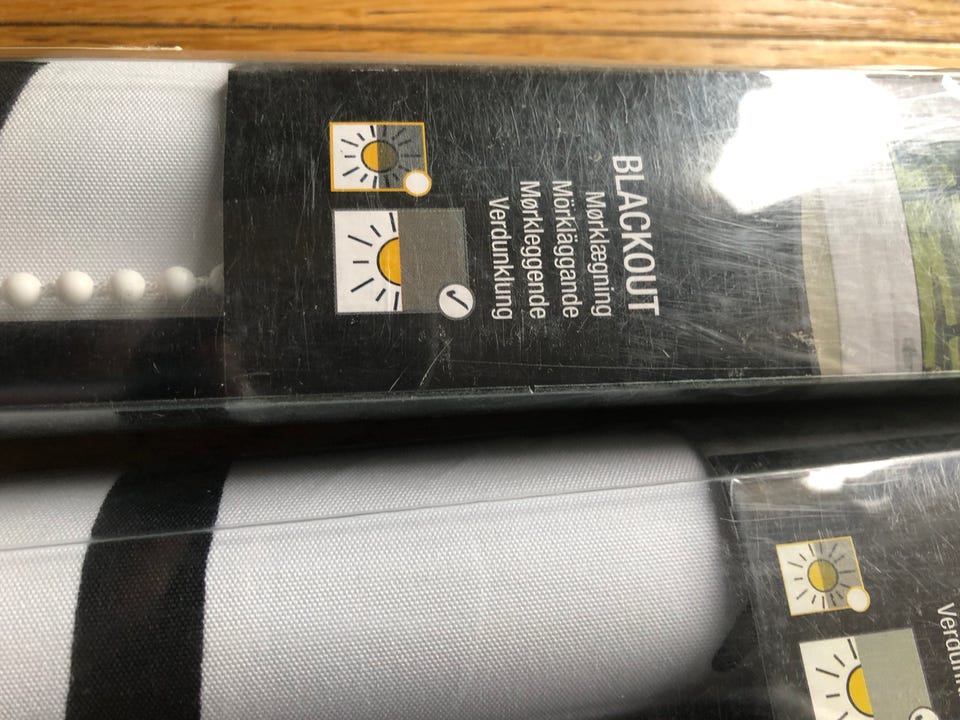 BLACKOUT
Mørklægning
Mörkläggande
Mørkleggende
Verdunklung